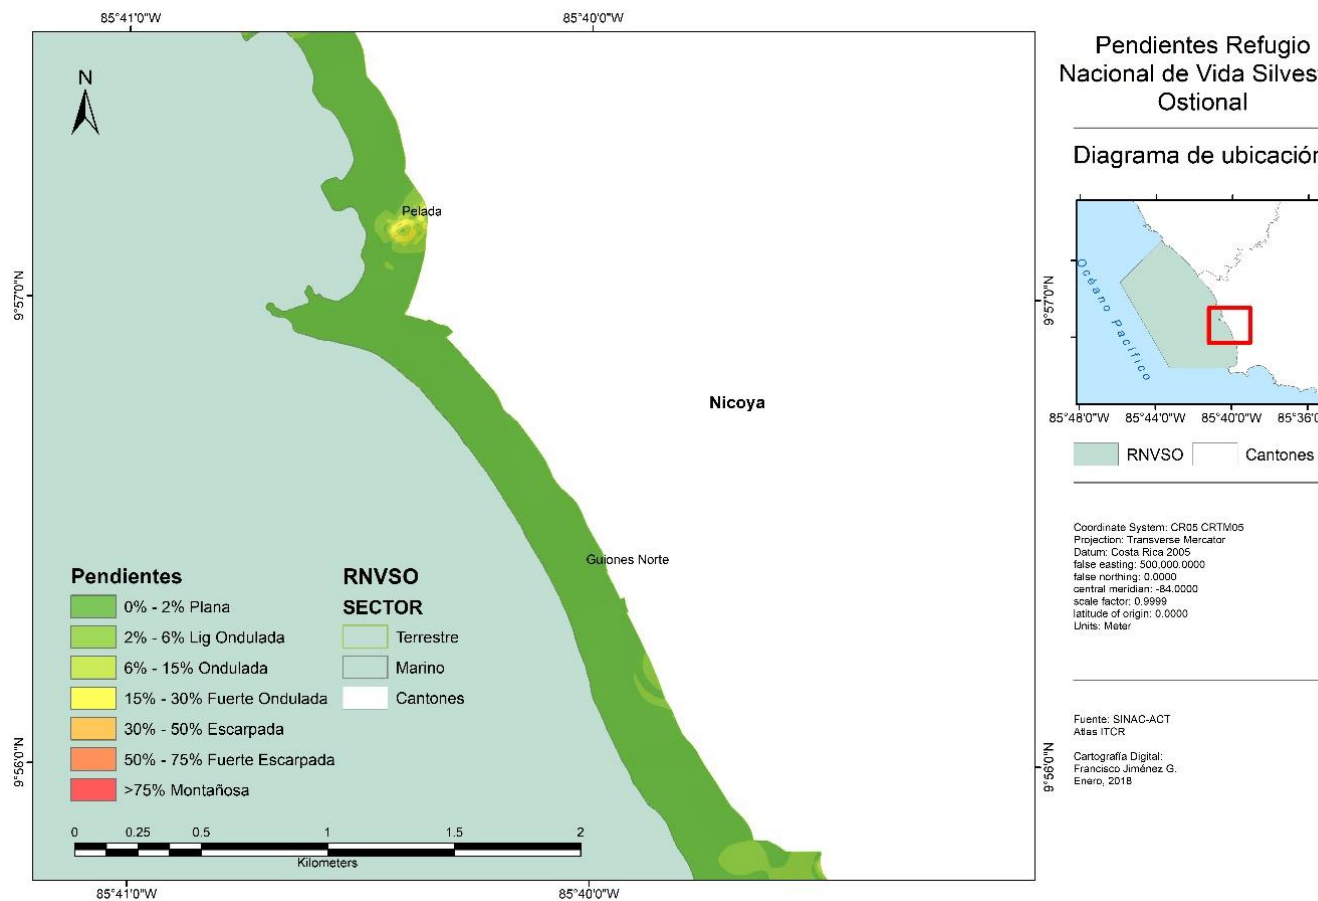 85°41'0"W
85°40'0"W
N
Pelada
9°57'0"N
9°57'0"N
Nicoya
Guiones Norte
Pendientes
0% - 2% Plana
2% - 6% Lig Ondulada
6% - 15% Ondulada
15% - 30% Fuerte Ondulada
30% - 50% Escarpada
50% - 75% Fuerte Escarpada
>75% Montañosa
RNVSO
SECTOR
Terrestre
Marino
Cantones
9°56'0"N
9°56'0"N
0 0.25 0.5 1 1.5 2
Kilometers
85°41'0"W
85°40'0"W
Pendientes Refugio
Nacional de Vida Silves
Ostional
Diagrama de ubicación
Océano Pacífico
85°48'0"W 85°44'0"W 85°40'0"W 85°36'0
RNVSO
Cantones
Coordinate System: CR05 CRTM05
Projection: Transverse Mercator
Datum: Costa Rica 2005
false easting: 500,000.0000
false northing: 0.0000
central meridian: -84.0000
scale factor: 0.9999
latitude of origin: 0.0000
Units: Meter
Fuente: SINAC-ACT
Atlas ITCR
Cartografía Digital:
Francisco Jiménez G.
Enero, 2018